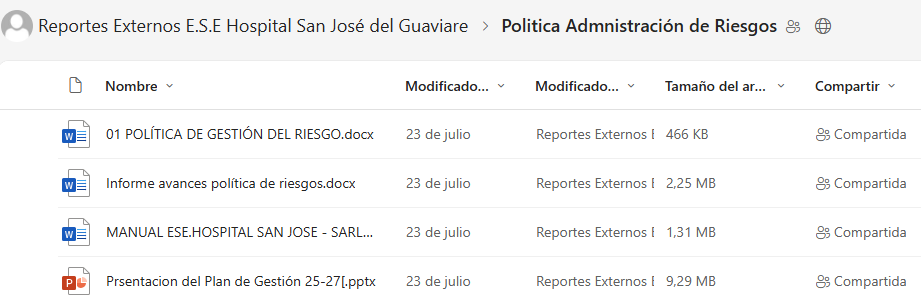 Reportes Externos E.S.E Hospital San José del Guaviare > Politica Admnistración de Riesgos
Nombre Modificado... Modificado... Tamaño del ar... Compartir
01 POLÍTICA DE GESTIÓN DEL RIESGO.docx 23 de julio Reportes Externos E 466 KB Compartida
Informe avances política de riesgos.docx 23 de julio Reportes Externos E 2,25 MB Compartida
MANUAL ESE.HOSPITAL SAN JOSE - SARL... 23 de julio Reportes Externos E 1,31 MB Compartida
Prsentacion del Plan de Gestión 25-27[.pptx 23 de julio Reportes Externos E 9,29 MB Compartida